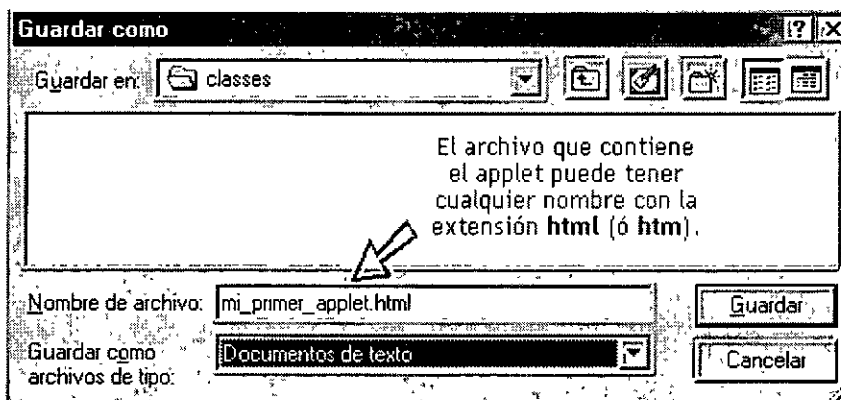 Guardar como
Guardar en: classes
El archivo que contiene
el applet puede tener
cualquier nombre con la
extensión html (ó htm).
Nombre de archivo: mi_primer_applet.html Guardar
Guardar como
archivos de tipo: Documentos de texto Cancelar